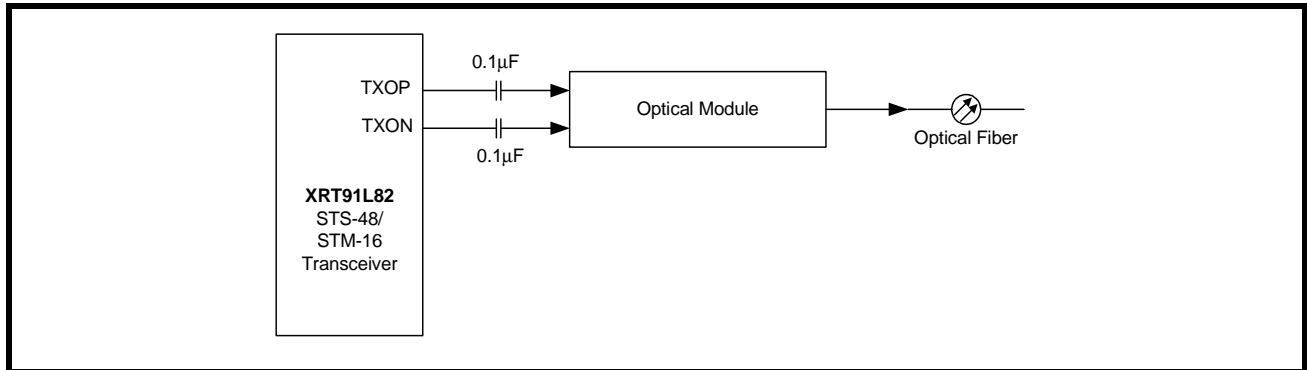 0.1μF
TXOP
Optical Module
TXON
Optical Fiber
0.1μF
XRT91L82
STS-48/
STM-16
Transceiver